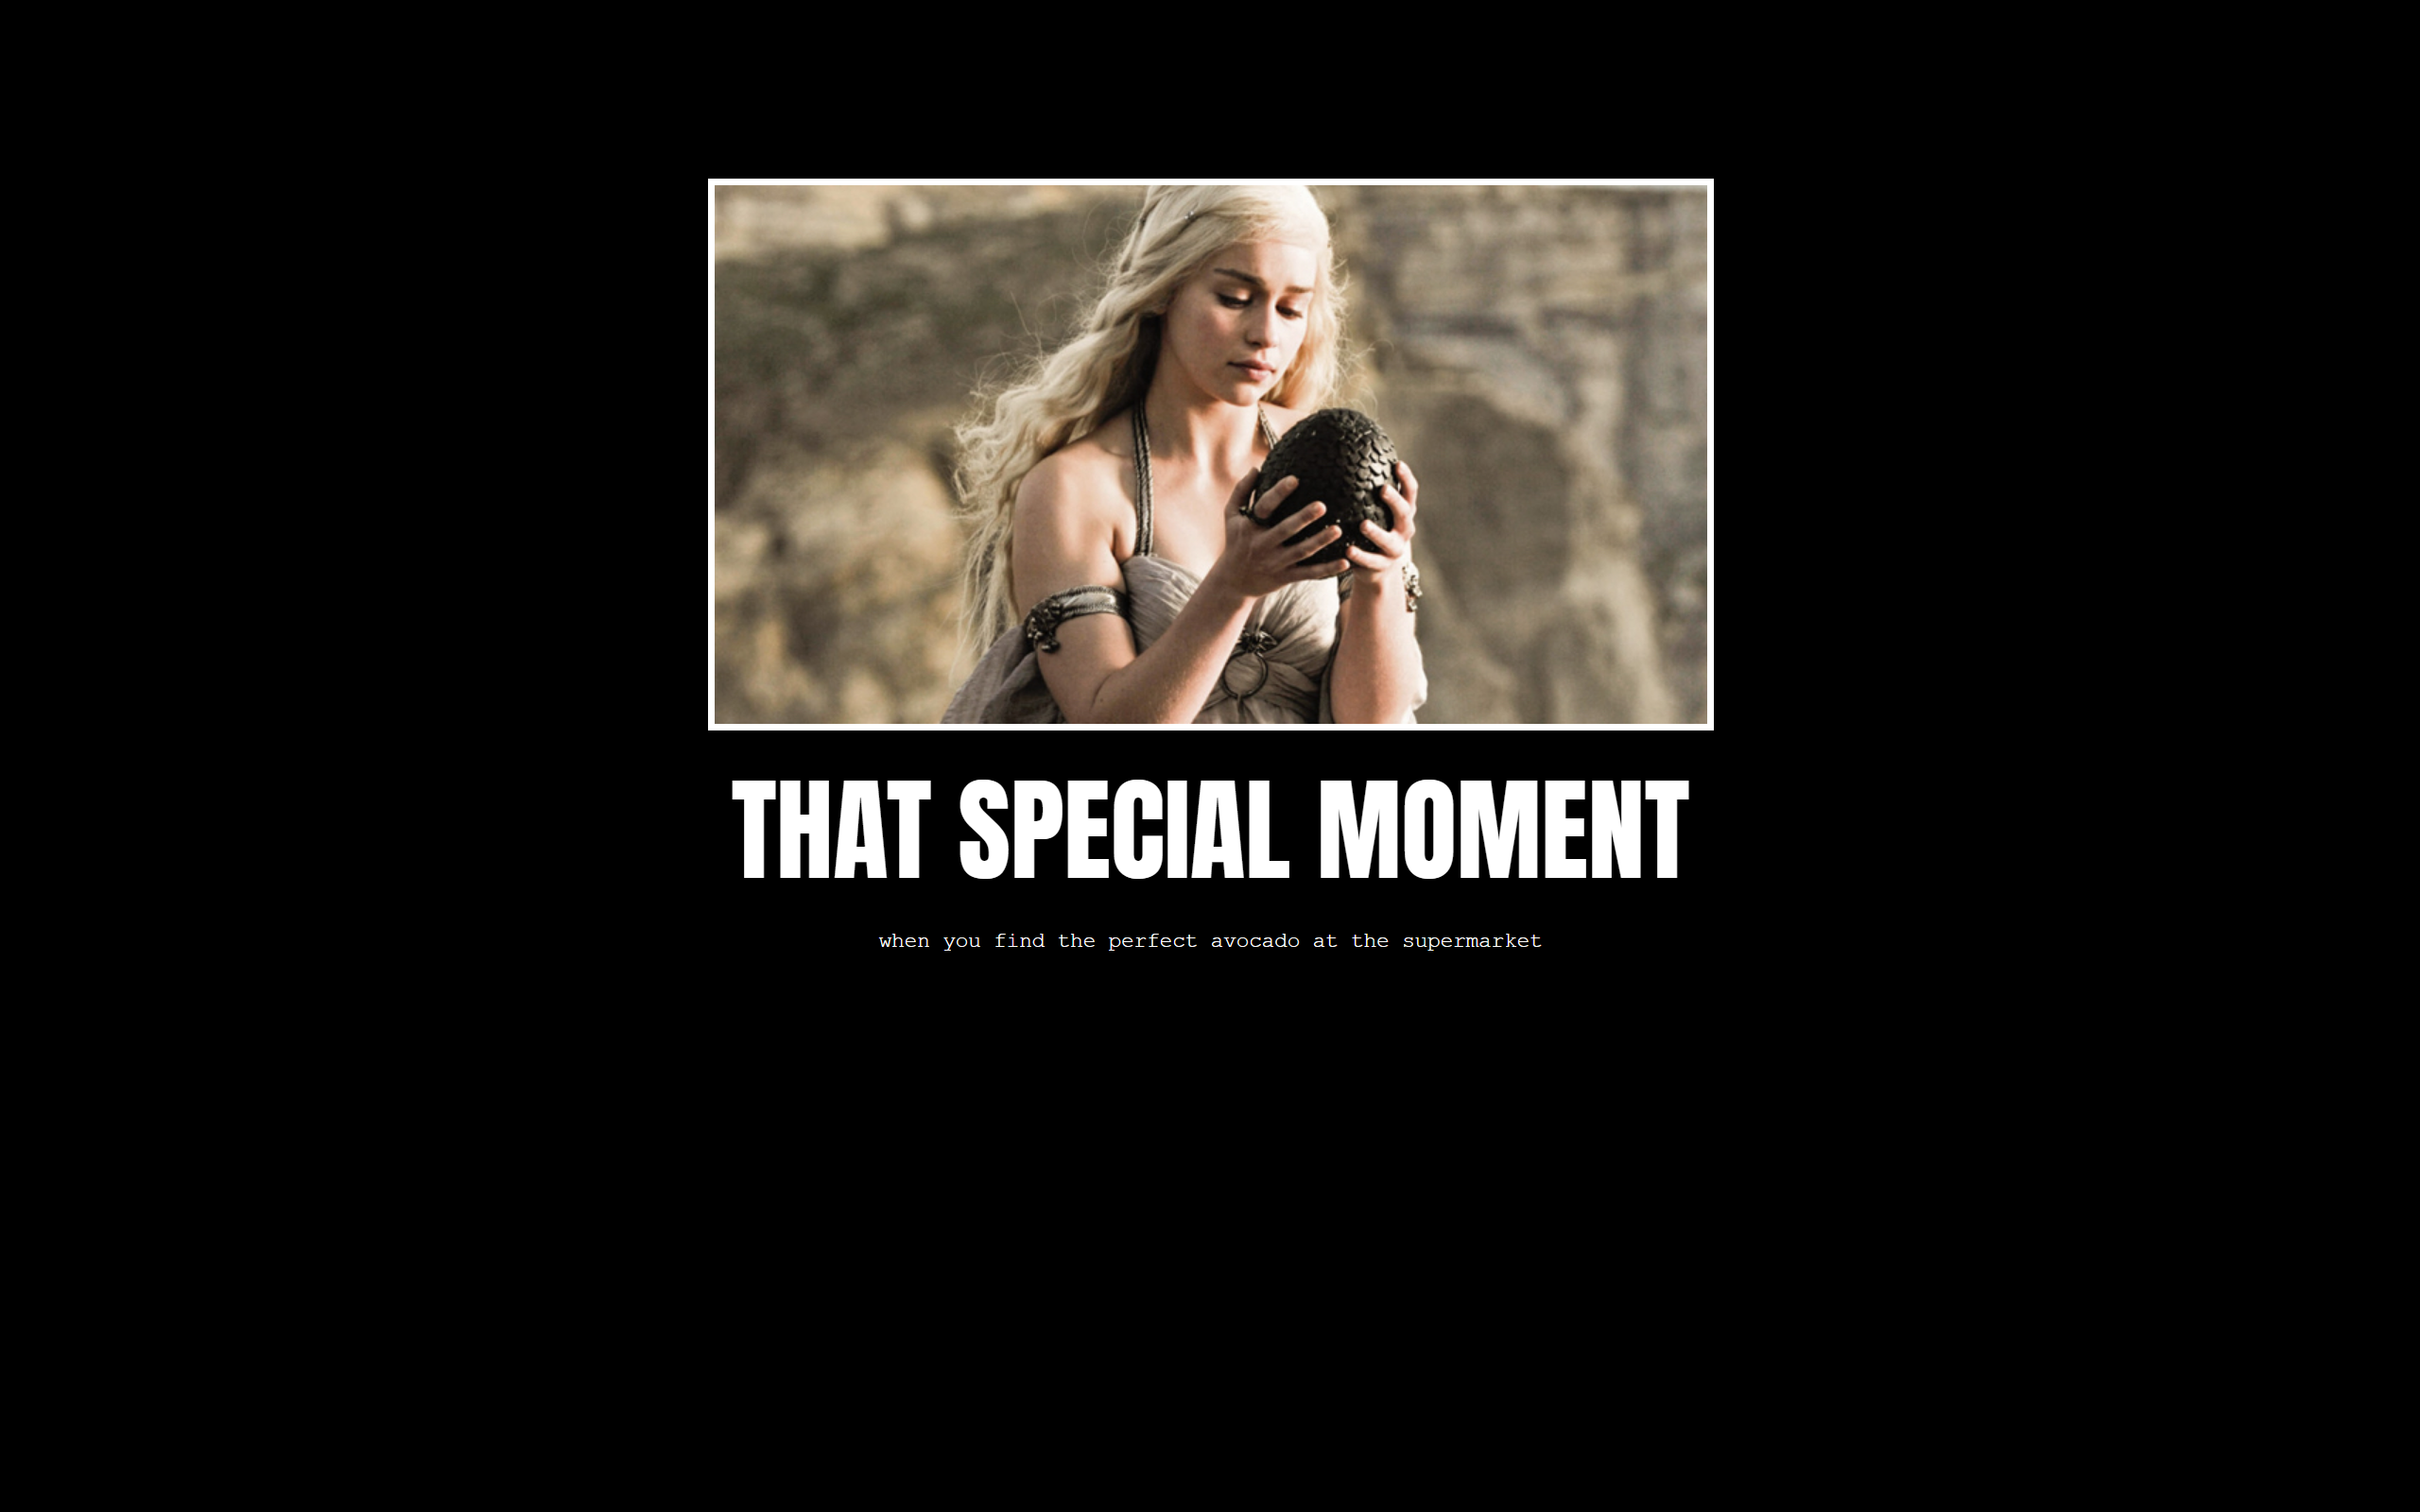 THAT SPECIAL MOMENT
when you find the perfect avocado at the supermarket